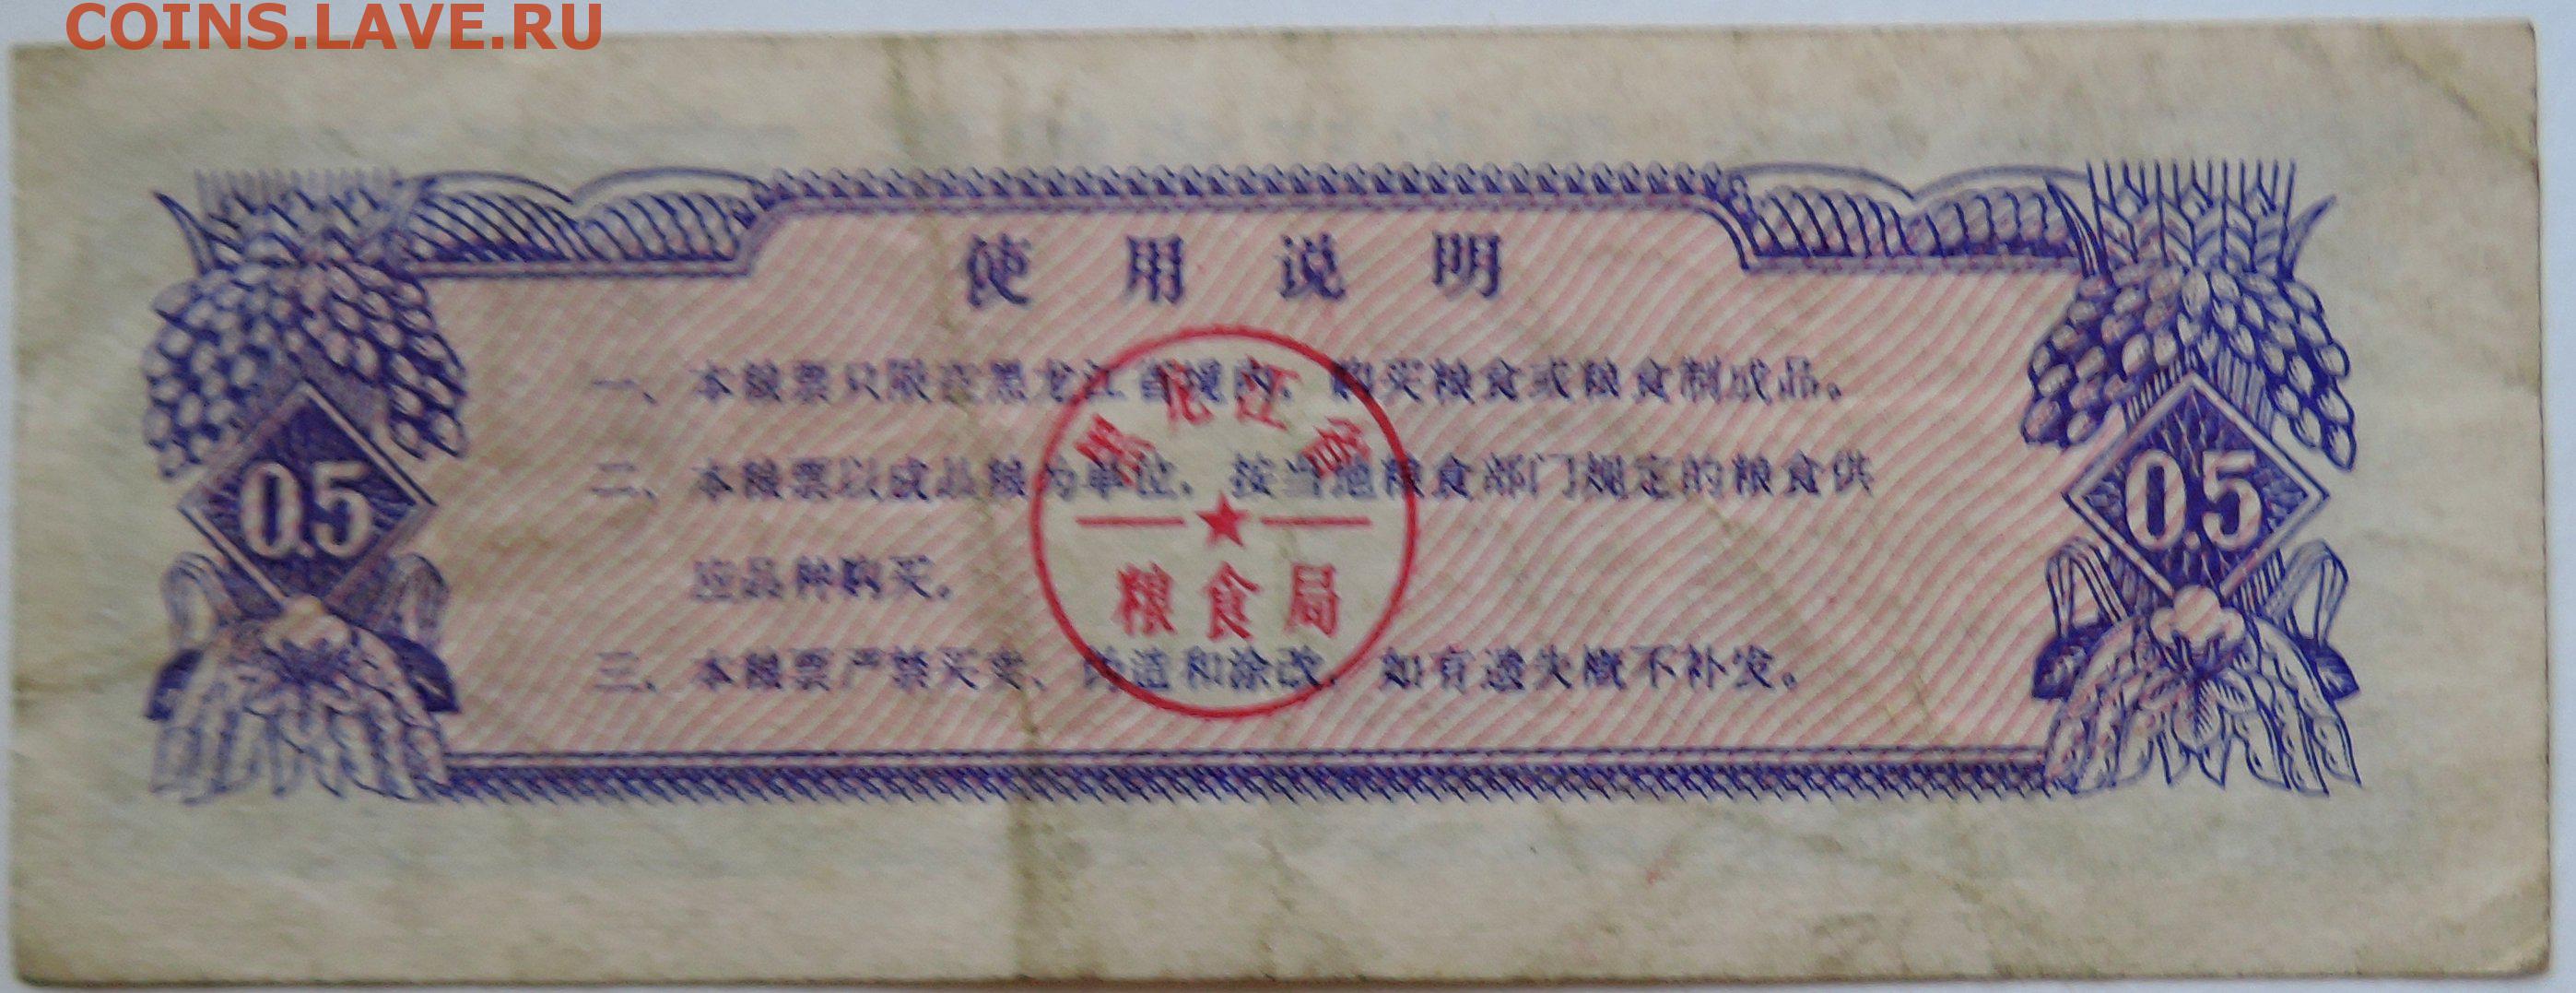 COINS.LAVE.RU
使用说明
一、本粮票只限在黑龙江省境内，购买粮食或粮食制成品。
二、本粮票以成品粮为单位，按当地粮食部门规定的粮食供
应品种购买。
三、本粮票严禁买卖、伪造和涂改，如有遗失概不补发。
黑龙江省
粮食局
0.5
0.5